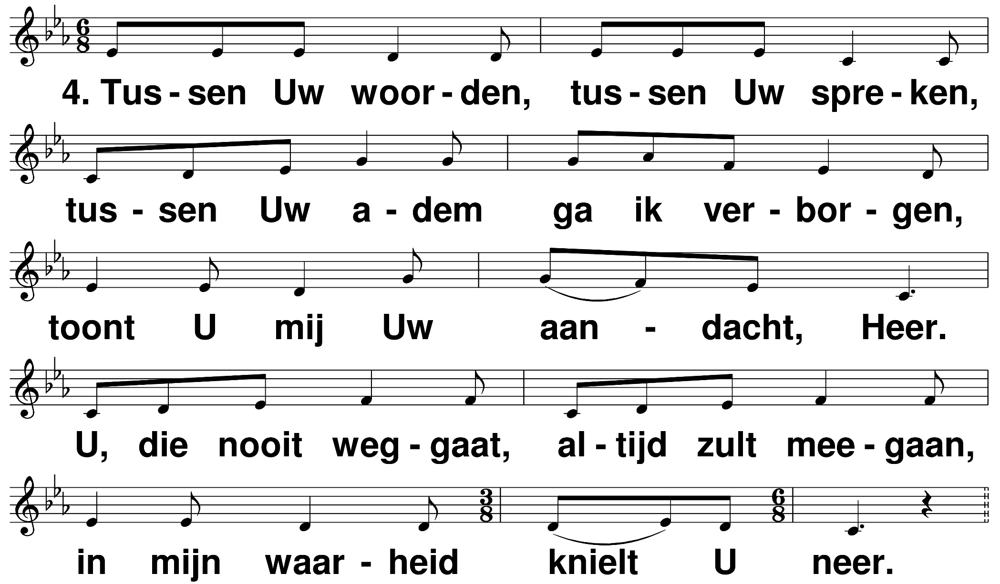 4. Tus - sen Uw woor - den, tus - sen Uw spre - ken,
tus - sen Uw a - dem ga ik ver - bor - gen,
toont U mij Uw aan - dacht, Heer.
U, die nooit weg - gaat, al - tijd zult mee - gaan,
in mijn waar - heid knielt U neer.